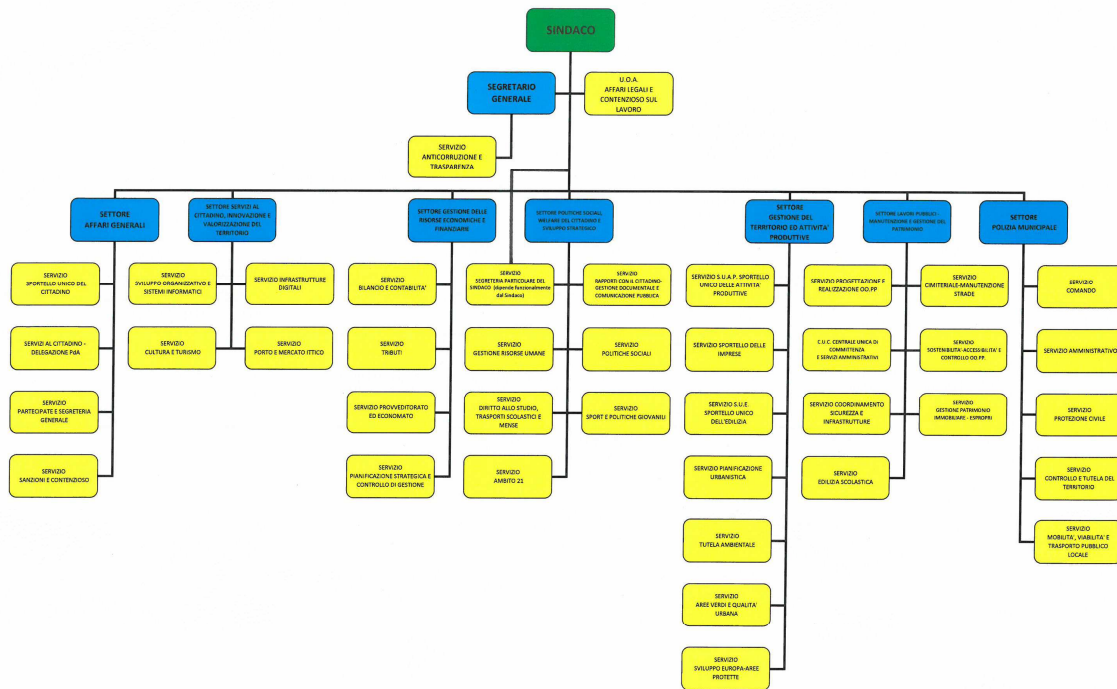 SINDACO
SEGRETARIO
GENERALE
U.O.A.
AFFARI LEGALI E
CONTENZIOSO SUL
LAVORO
SERVIZIO
ANTICORRUZIONE E
TRASPARENZA
SETTORE
AFFARI GENERALI
SETTORE SERVIZI AL
CITTADINO, INNOVAZIONE E
VALORIZZAZIONE DEL
TERRITORIO
SETTORE GESTIONE DELLE
RISORSE ECONOMICHE E
FINANZIARIE
SETTORE POLITICHE SOCIALI,
WELFARE DEL CITTADINO E
SVILUPPO STRATEGICO
SETTORE
GESTIONE DEL
TERRITORIO ED ATTIVITA'
PRODUTTIVE
SETTORE LAVORI PUBBLICI -
MANUTENZIONE E GESTIONE DEL
PATRIMONIO
SETTORE
POLIZIA MUNICIPALE
SERVIZIO
SPORTELLO UNICO DEL
CITTADINO
SERVIZI AL CITTADINO -
DELEGAZIONE PdA
SERVIZIO
PARTECIPATE E SEGRETERIA
GENERALE
SERVIZIO
SANZIONI E CONTENZIOSO
SERVIZIO
SVILUPPO ORGANIZZATIVO E
SISTEMI INFORMATICI
SERVIZIO INFRASTRUTTURE
DIGITALI
SERVIZIO
CULTURA E TURISMO
SERVIZIO
PORTO E MERCATO ITTICO
SERVIZIO
BILANCIO E CONTABILITA'
SERVIZIO
TRIBUTI
SERVIZIO PROVVEDITORATO
ED ECONOMATO
SERVIZIO
PIANIFICAZIONE STRATEGICA E
CONTROLLO DI GESTIONE
SERVIZIO
SEGRETERIA PARTICOLARE DEL
SINDACO (dipende funzionalmente
dal Sindaco)
SERVIZIO
RAPPORTI CON IL CITTADINO-
GESTIONE DOCUMENTALE E
COMUNICAZIONE PUBBLICA
SERVIZIO
GESTIONE RISORSE UMANE
SERVIZIO
POLITICHE SOCIALI
SERVIZIO
DIRITTO ALLO STUDIO,
TRASPORTI SCOLASTICI E
MENSE
SERVIZIO
SPORT E POLITICHE GIOVANILI
SERVIZIO
AMBITO 21
SERVIZIO S.U.A.P. SPORTELLO
UNICO DELLE ATTIVITA'
PRODUTTIVE
SERVIZIO SPORTELLO DELLE
IMPRESE
SERVIZIO S.U.E.
SPORTELLO UNICO
DELL'EDILIZIA
SERVIZIO PIANIFICAZIONE
URBANISTICA
SERVIZIO
TUTELA AMBIENTALE
SERVIZIO
AREE VERDI E QUALITA'
URBANA
SERVIZIO
SVILUPPO EUROPA-AREE
PROTETTE
SERVIZIO PROGETTAZIONE E
REALIZZAZIONE OO.PP
SERVIZIO
CIMITERIALE-MANUTENZIONE
STRADE
C.U.C. CENTRALE UNICA DI
COMMITTENZA
E SERVIZI AMMINISTRATIVI
SERVIZIO
SOSTENIBILITA'-ACCESSIBILITA' E
CONTROLLO OO.PP.
SERVIZIO COORDINAMENTO
SICUREZZA E
INFRASTRUTTURE
SERVIZIO
GESTIONE PATRIMONIO
IMMOBILIARE - ESPROPRI
SERVIZIO
EDILIZIA SCOLASTICA
SERVIZIO
COMANDO
SERVIZIO AMMINISTRATIVO
SERVIZIO
PROTEZIONE CIVILE
SERVIZIO
CONTROLLO E TUTELA DEL
TERRITORIO
SERVIZIO
MOBILITA', VIABILITA' E
TRASPORTO PUBBLICO
LOCALE